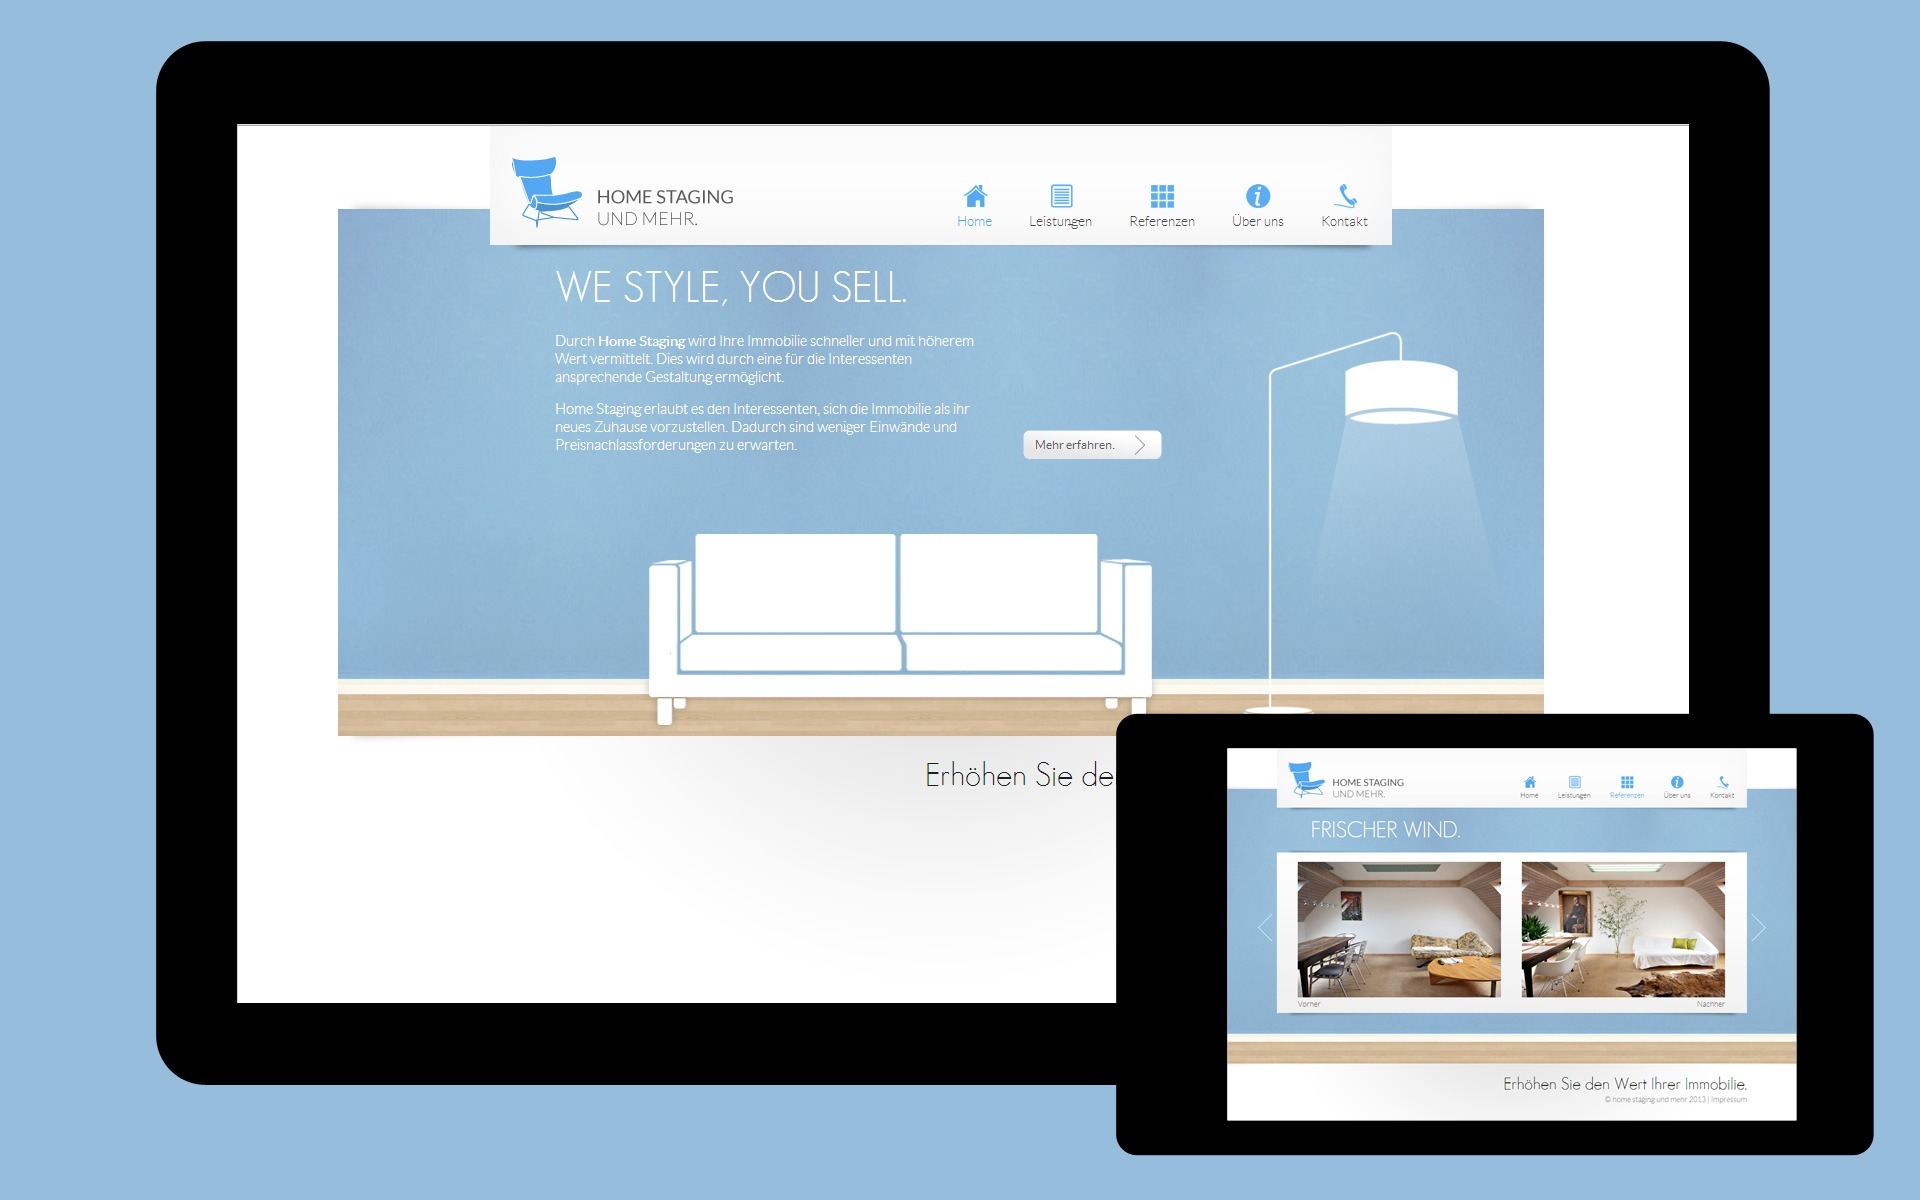 HOME STAGING
UND MEHR.
Home
Leistungen
Referenzen
Über uns
Kontakt
WE STYLE, YOU SELL.
Durch Home Staging wird Ihre Immobilie schneller und mit höherem
Wert vermittelt. Dies wird durch eine für die Interessenten
ansprechende Gestaltung ermöglicht.
Home Staging erlaubt es den Interessenten, sich die Immobilie als ihr
neues Zuhause vorzustellen. Dadurch sind weniger Einwände und
Preisnachlassforderungen zu erwarten.
Mehr erfahren.
Erhöhen Sie de
HOME STAGING
UND MEHR.
Home
Leistungen
Referenzen
Über uns
Kontakt
FRISCHER WIND.
Vorher
Nachher
Erhöhen Sie den Wert Ihrer Immobilie.
© home staging und mehr 2013 | Impressum